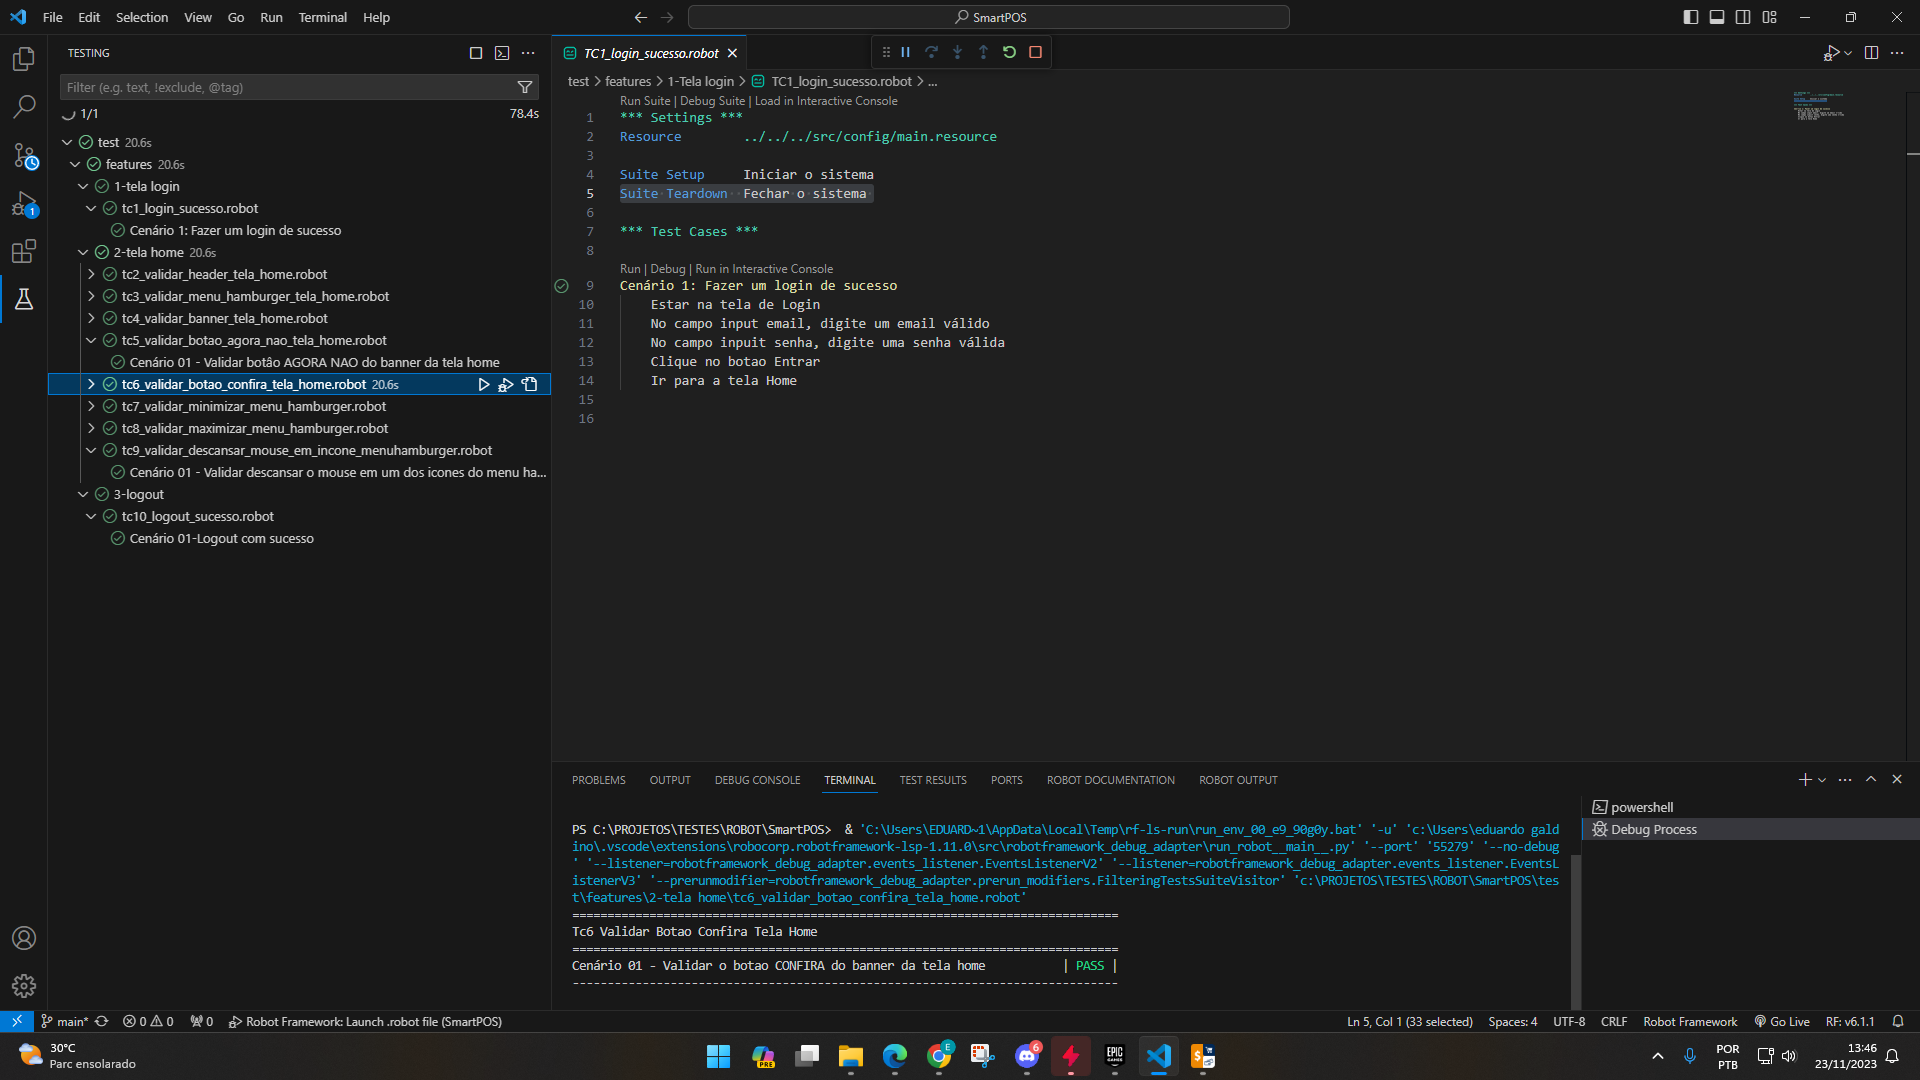 File Edit Selection View Go Run Terminal Help
SmartPOS
TESTING
Filter (e.g. text, !exclude, @tag)
1/1
78.4s
test 20.6s
features 20.6s
1-tela login
tc1_login_sucesso.robot
Cenário 1: Fazer um login de sucesso
2-tela home 20.6s
tc2_validar_header_tela_home.robot
tc3_validar_menu_hamburger_tela_home.robot
tc4_validar_banner_tela_home.robot
tc5_validar_botao_agora_nao_tela_home.robot
Cenário 01 - Validar botâo AGORA NAO do banner da tela home
tc6_validar_botao_confira_tela_home.robot 20.6s
tc7_validar_minimizar_menu_hamburger.robot
tc8_validar_maximizar_menu_hamburger.robot
tc9_validar_descansar_mouse_em_incone_menuhamburger.robot
Cenário 01 - Validar descansar o mouse em um dos icones do menu ha...
3-logout
tc10_logout_sucesso.robot
Cenário 01-Logout com sucesso
TC1_login_sucesso.robot
test > features > 1-Tela login > TC1_login_sucesso.robot > ...
Run Suite | Debug Suite | Load in Interactive Console
1 *** Settings ***
2 Resource ../../../src/config/main.resource
3
4 Suite Setup Iniciar o sistema
5 Suite Teardown Fechar o sistema
6
7 *** Test Cases ***
8
Run | Debug | Run in Interactive Console
9 Cenário 1: Fazer um login de sucesso
10 Estar na tela de Login
11 No campo input email, digite um email válido
12 No campo inpuit senha, digite uma senha válida
13 Clique no botao Entrar
14 Ir para a tela Home
15
16
PROBLEMS OUTPUT DEBUG CONSOLE TERMINAL TEST RESULTS PORTS ROBOT DOCUMENTATION ROBOT OUTPUT
PS C:\PROJETOS\TESTES\ROBOT\SmartPOS> & 'C:\Users\EDUARD~1\AppData\Local\Temp\rf-ls-run\run_env_00_e9_90g0y.bat' '-u' 'c:\Users\eduardo gald
ino\.vscode\extensions\robocorp.robotframework-lsp-1.11.0\src\robotframework_debug_adapter\run_robot__main__.py' '--port' '55279' '--no-debug
' '--listener=robotframework_debug_adapter.events_listener.EventsListenerV2' '--listener=robotframework_debug_adapter.events_listener.EventsL
istenerV3' '--prerunmodifier=robotframework_debug_adapter.prerun_modifiers.FilteringTestsSuiteVisitor' 'c:\PROJETOS\TESTES\ROBOT\SmartPOS\tes
t\features\2-tela home\tc6_validar_botao_confira_tela_home.robot'
==============================================================================
Tc6 Validar Botao Confira Tela Home
==============================================================================
Cenário 01 - Validar o botao CONFIRA do banner da tela home | PASS |
------------------------------------------------------------------------------
powershell
Debug Process
main* 0 0 0 Robot Framework: Launch .robot file (SmartPOS)
Ln 5, Col 1 (33 selected) Spaces: 4 UTF-8 CRLF Robot Framework Go Live RF: v6.1.1
30°C
Parc ensolarado
PRE
E
6
EPIC
GAMES
POR
PTB
13:46
23/11/2023